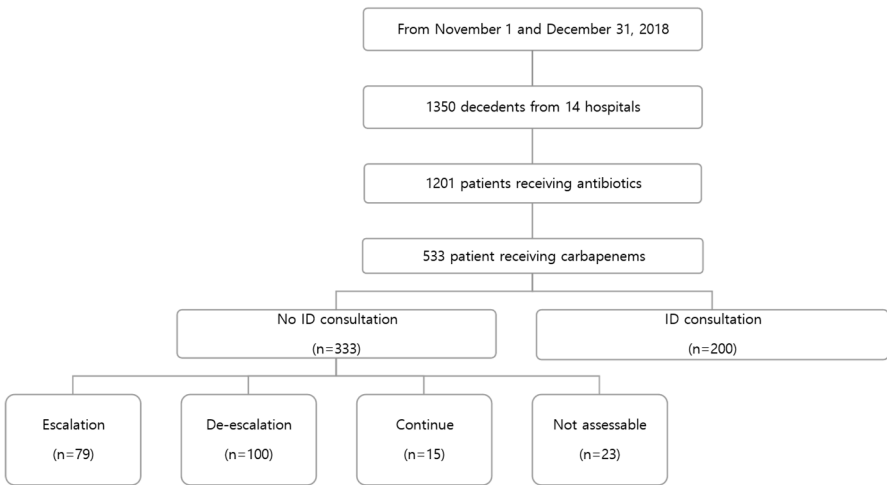 From November 1 and December 31, 2018
1350 decedents from 14 hospitals
1201 patients receiving antibiotics
533 patient receiving carbapenems
No ID consultation
(n=333)
ID consultation
(n=200)
Escalation
(n=79)
De-escalation
(n=100)
Continue
(n=15)
Not assessable
(n=23)